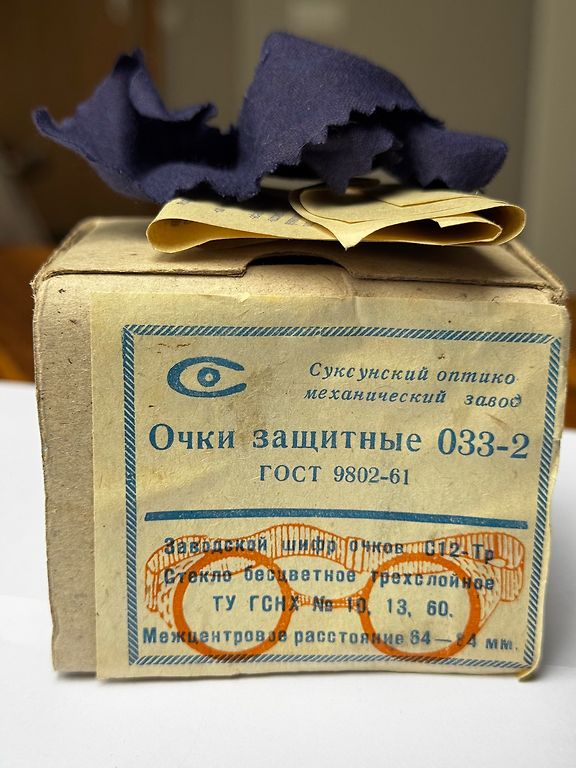 Суксунский оптико
механический завод
Очки защитные ОЗЗ-2
ГОСТ 9802-61
Заводской шифр очков С12-Тр
Стекло бесцветное трехслойное
ТУ ГСНХ № 10, 13, 60.
Межцентровое расстояние 64—84 мм.